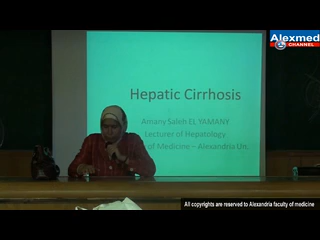 Alexmed
CHANNEL
Hepatic Cirrhosis
Amany Saleh EL YAMANY
Lecturer of Hepatology
of Medicine – Alexandria Un.
All copyrights are reserved to Alexandria faculty of medicine